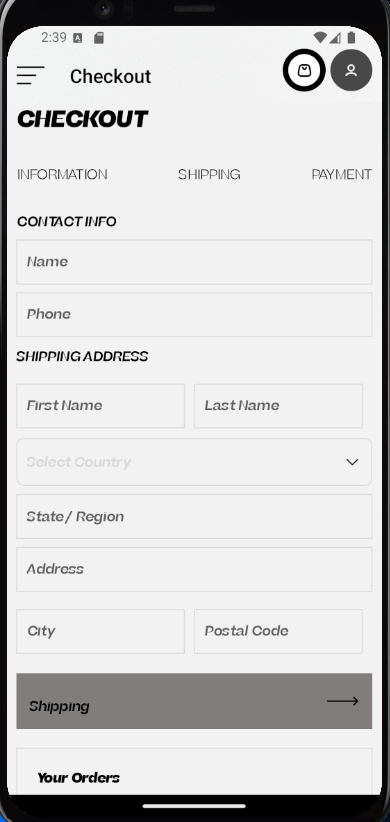 2:39 A
Checkout
CHECKOUT
INFORMATION SHIPPING PAYMENT
CONTACT INFO
Name
Phone
SHIPPING ADDRESS
First Name Last Name
Select Country
State / Region
Address
City Postal Code
Shipping
Your Orders